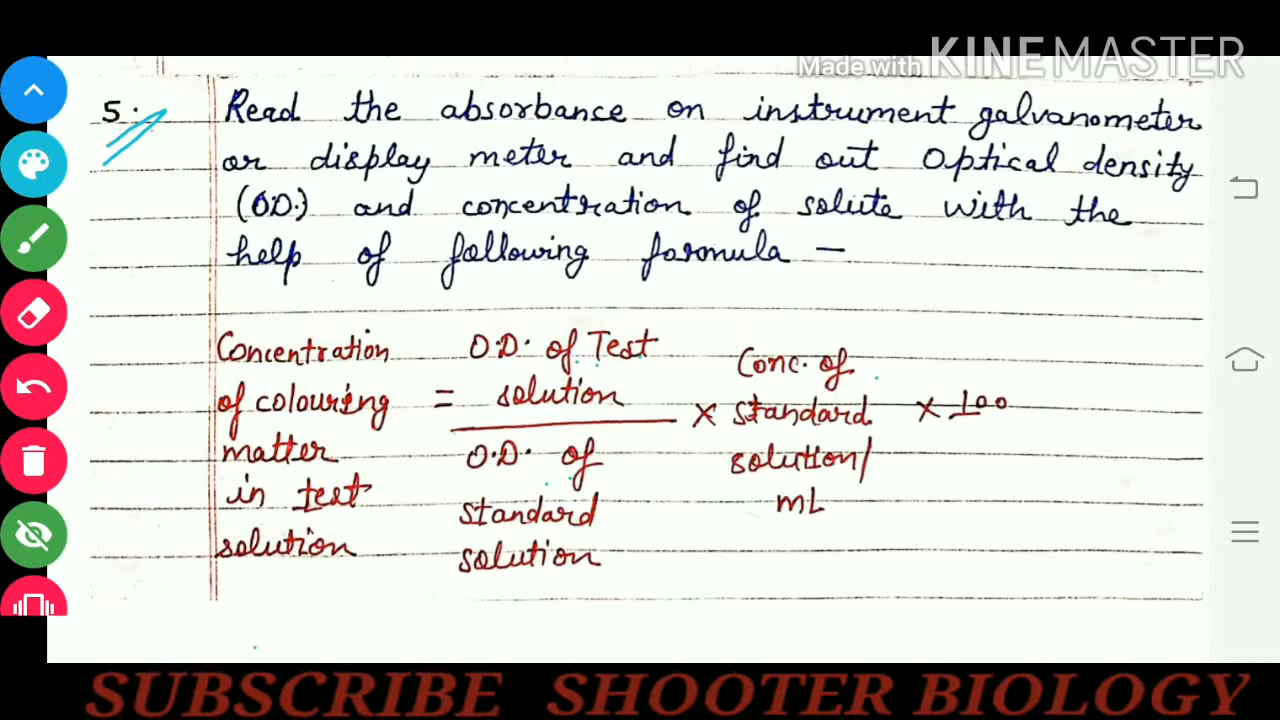 Made with KINEMASTER
5. Read the absorbance on instrument galvanometer
or display meter and find out Optical density
(O.D.) and concentration of solute with the
help of following formula —
Concentration of colouring matter in test solution = O.D. of Test solution / O.D. of standard solution × Conc. of standard solution/mL × 100
SUBSCRIBE SHOOTER BIOLOGY